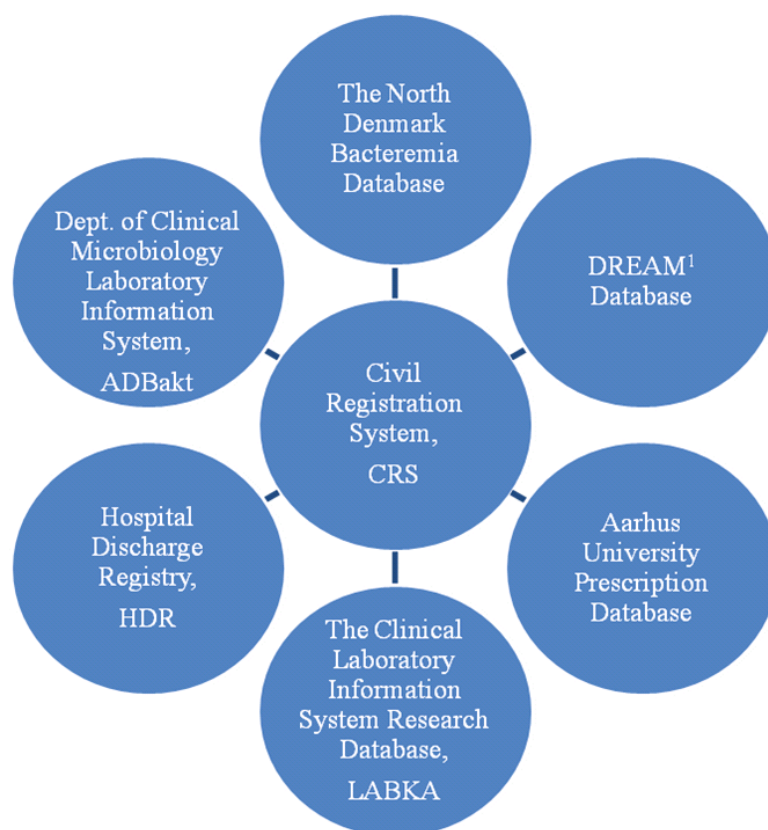 The North
Denmark
Bacteremia
Database
Dept. of Clinical
Microbiology
Laboratory
Information
System,
ADBakt
DREAM¹
Database
Civil
Registration
System,
CRS
Hospital
Discharge
Registry,
HDR
Aarhus
University
Prescription
Database
The Clinical
Laboratory
Information
System Research
Database,
LABKA